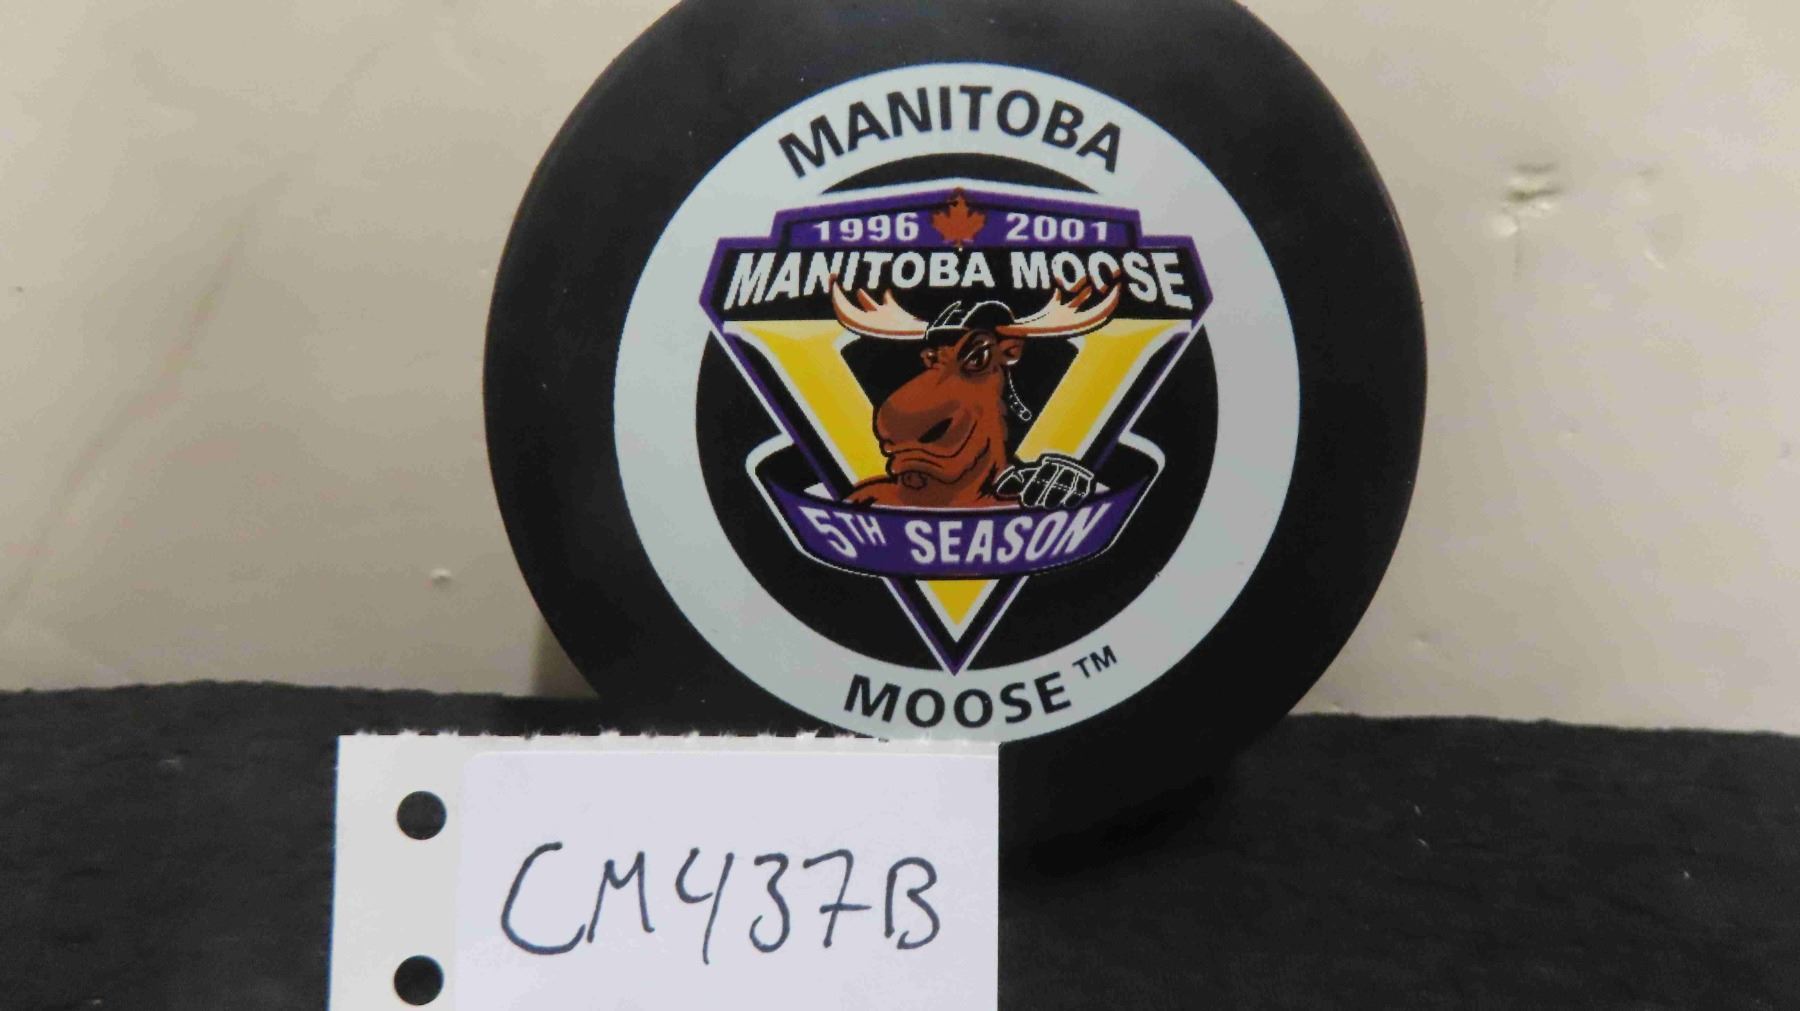 MANITOBA
1996 2001
MANITOBA MOOSE
5TH SEASON
MOOSE™
CM437B